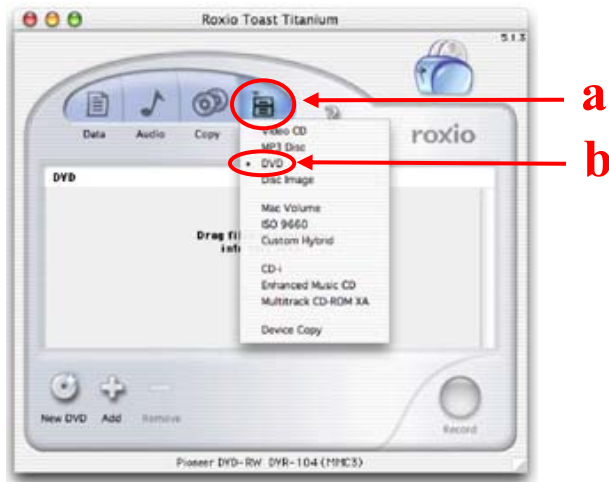 Roxio Toast Titanium
5.1.3
a
Data Audio Copy
roxio
Video CD
MP3 Disc
b
• DVD
DVD
Disc Image
Mac Volume
Drag fil
ISO 9660
int
Custom Hybrid
CD-i
Enhanced Music CD
Multitrack CD-ROM XA
Device Copy
New DVD Add Remove
Record
Pioneer DVD-RW DVR-104 (MMC3)